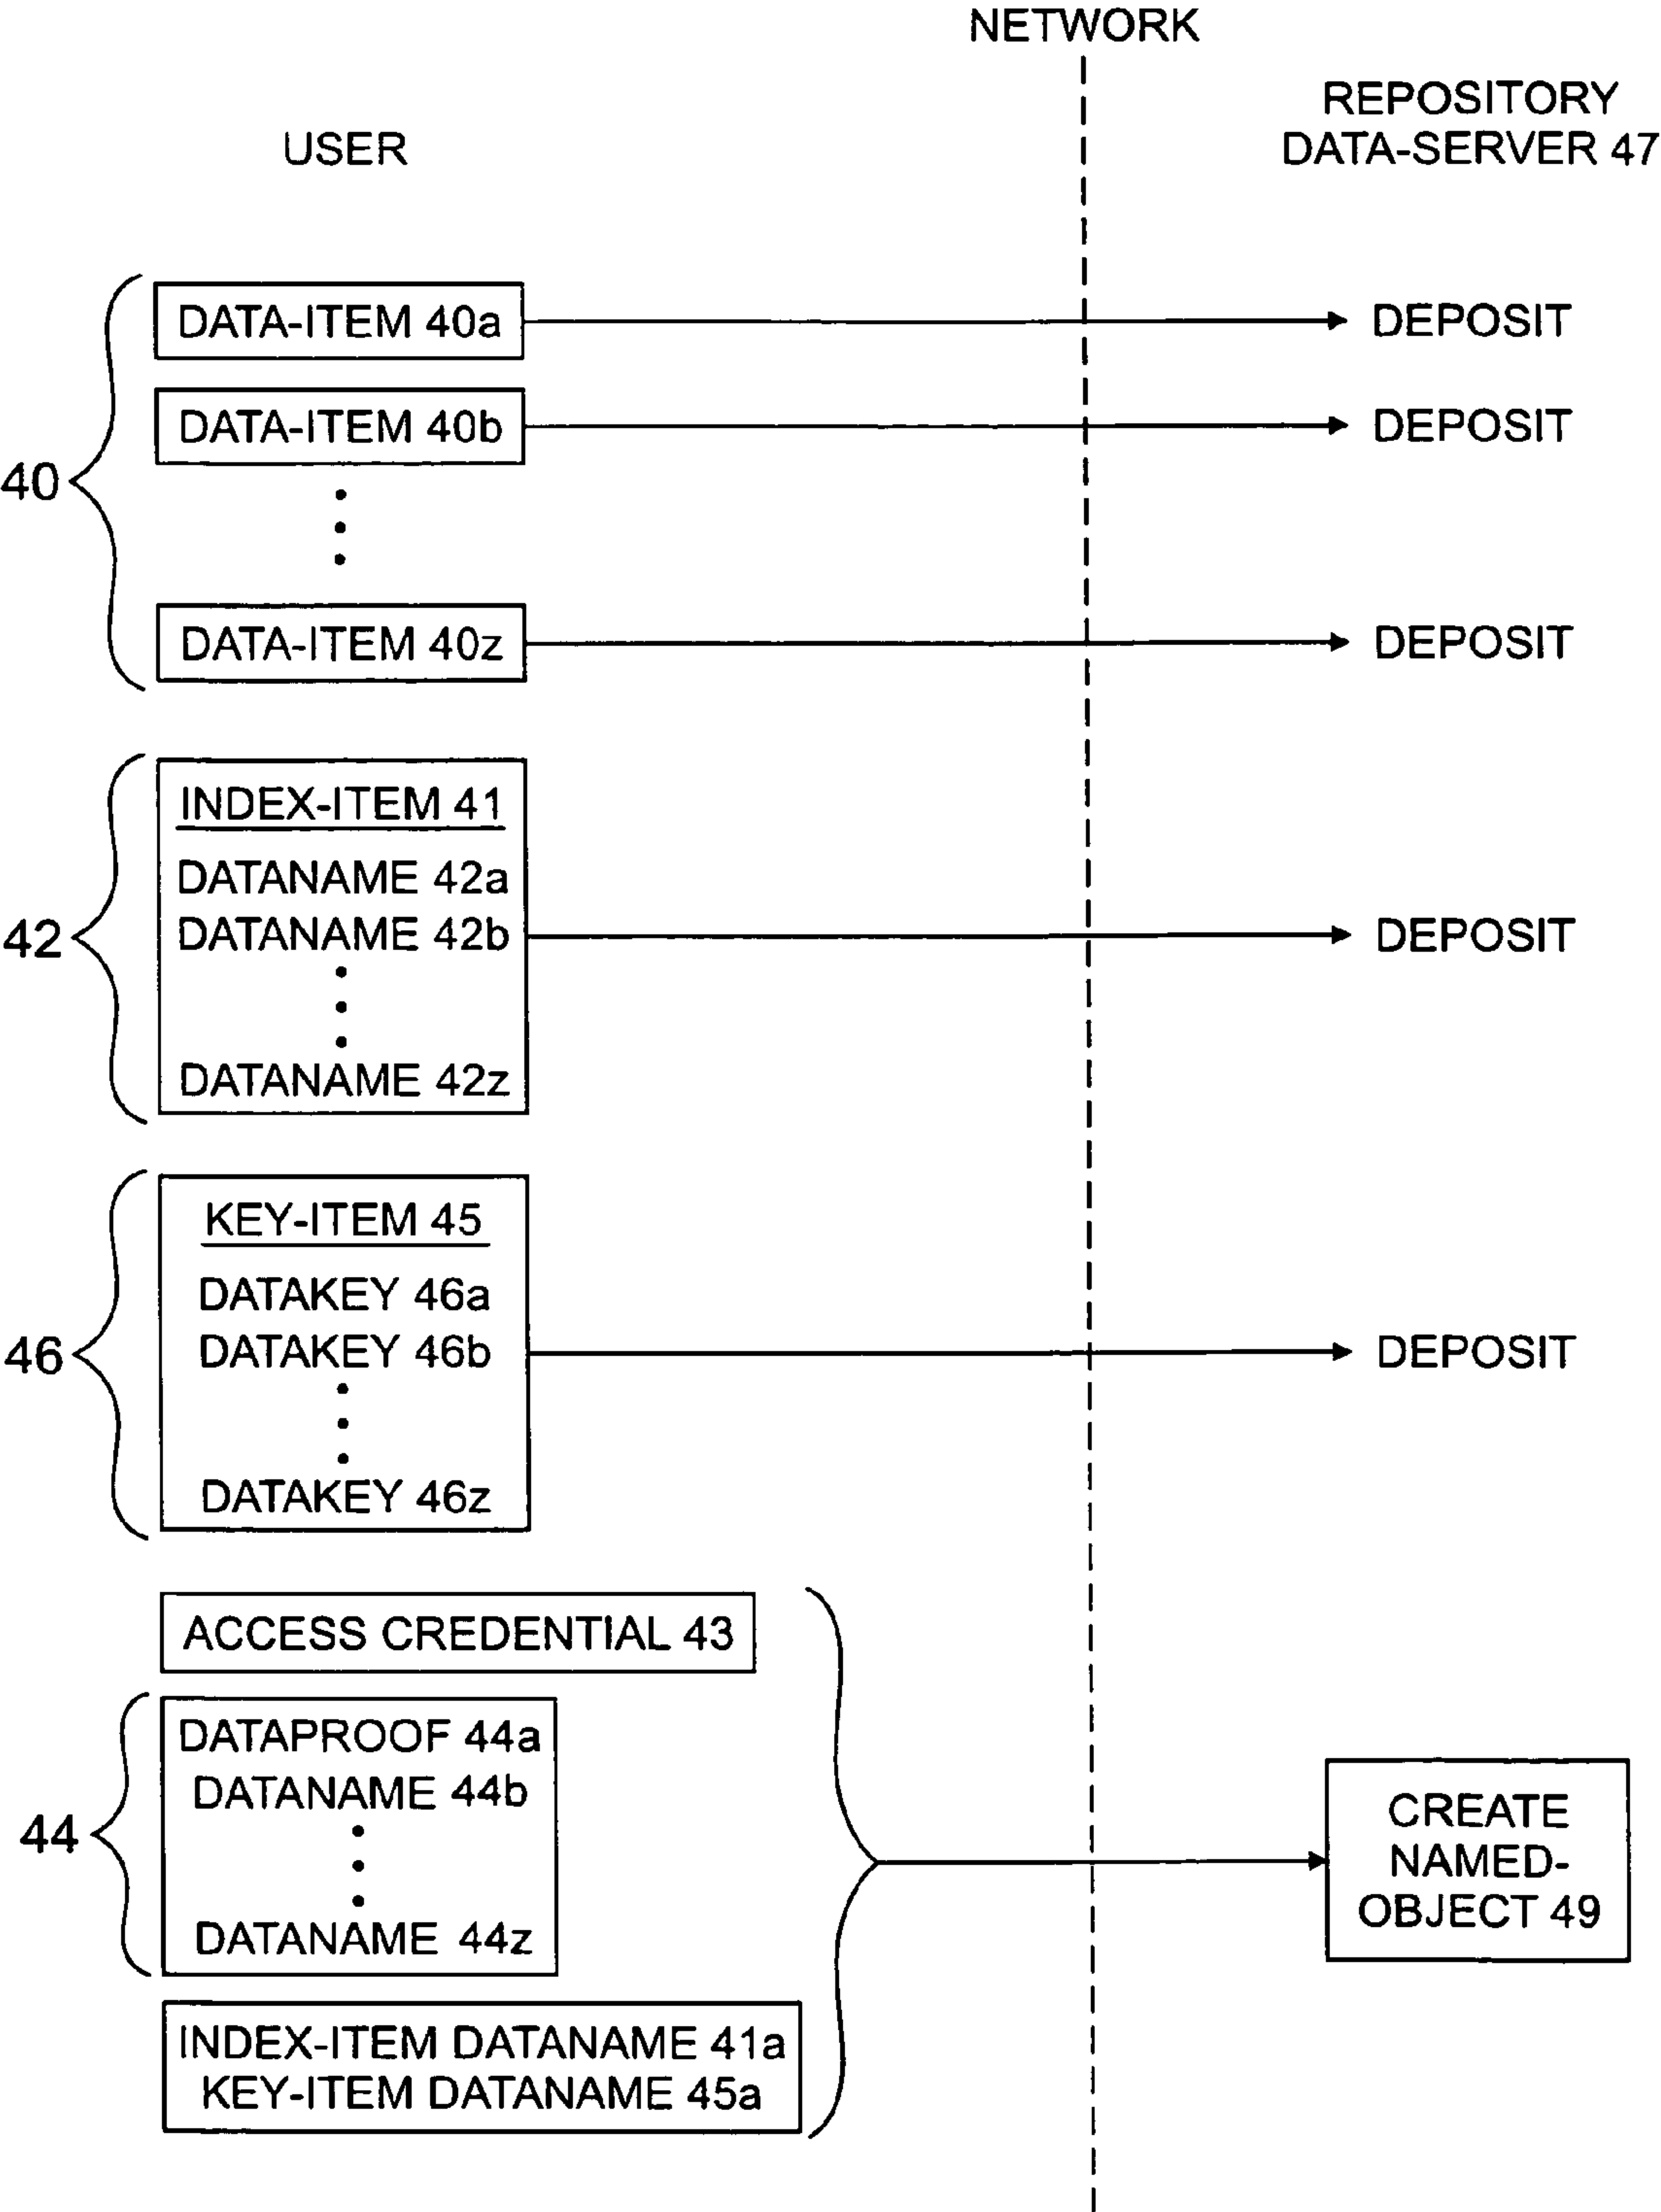 NETWORK
USER
REPOSITORY
DATA-SERVER 47
40
DATA-ITEM 40a
DEPOSIT
DATA-ITEM 40b
DEPOSIT
DATA-ITEM 40z
DEPOSIT
42
INDEX-ITEM 41
DATANAME 42a
DATANAME 42b
DATANAME 42z
DEPOSIT
46
KEY-ITEM 45
DATAKEY 46a
DATAKEY 46b
DATAKEY 46z
DEPOSIT
ACCESS CREDENTIAL 43
44
DATAPROOF 44a
DATANAME 44b
DATANAME 44z
INDEX-ITEM DATANAME 41a
KEY-ITEM DATANAME 45a
CREATE
NAMED-
OBJECT 49